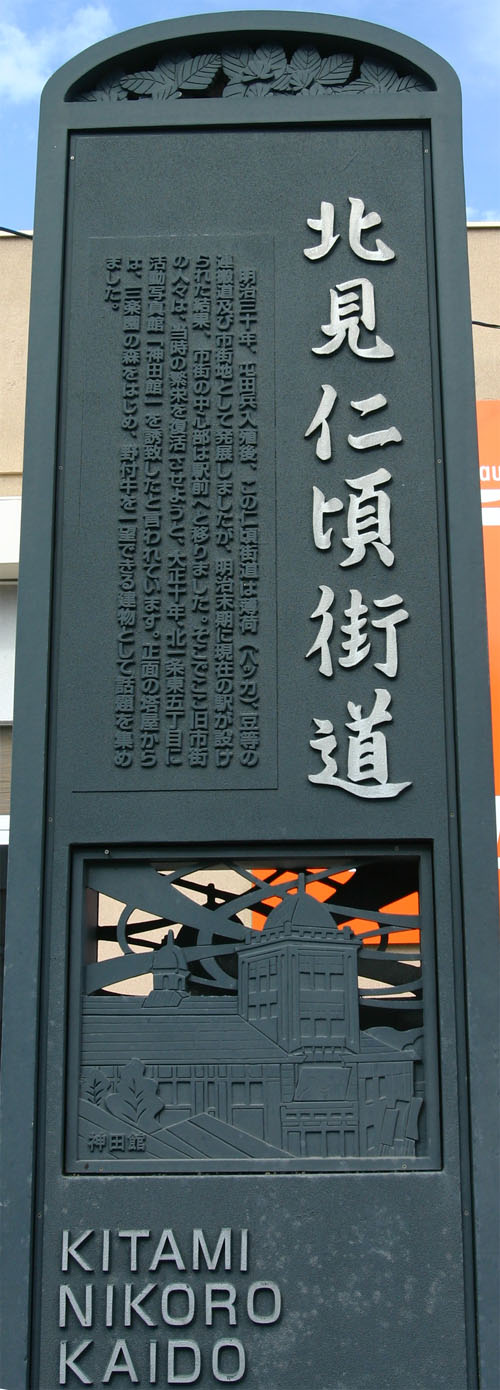 北見仁頃街道
明治三十年、屯田兵入殖後、この仁頃街道は薄荷(ハッカ)、豆等の
運搬道及び市街地として発展しましたが、明治末期に現在の駅が設け
られた結果、市街の中心部は駅前へと移りました。そこでここ旧市街
の人々は、当時の繁栄を復活させようと、大正十年、北一条東五丁目に
活動写真館「神田館」を誘致したと言われています。正面の塔屋から
は、三楽園の森をはじめ、野付牛を一望できる建物として話題を集め
ました。
神田館
KITAMI
NIKORO
KAIDO
au